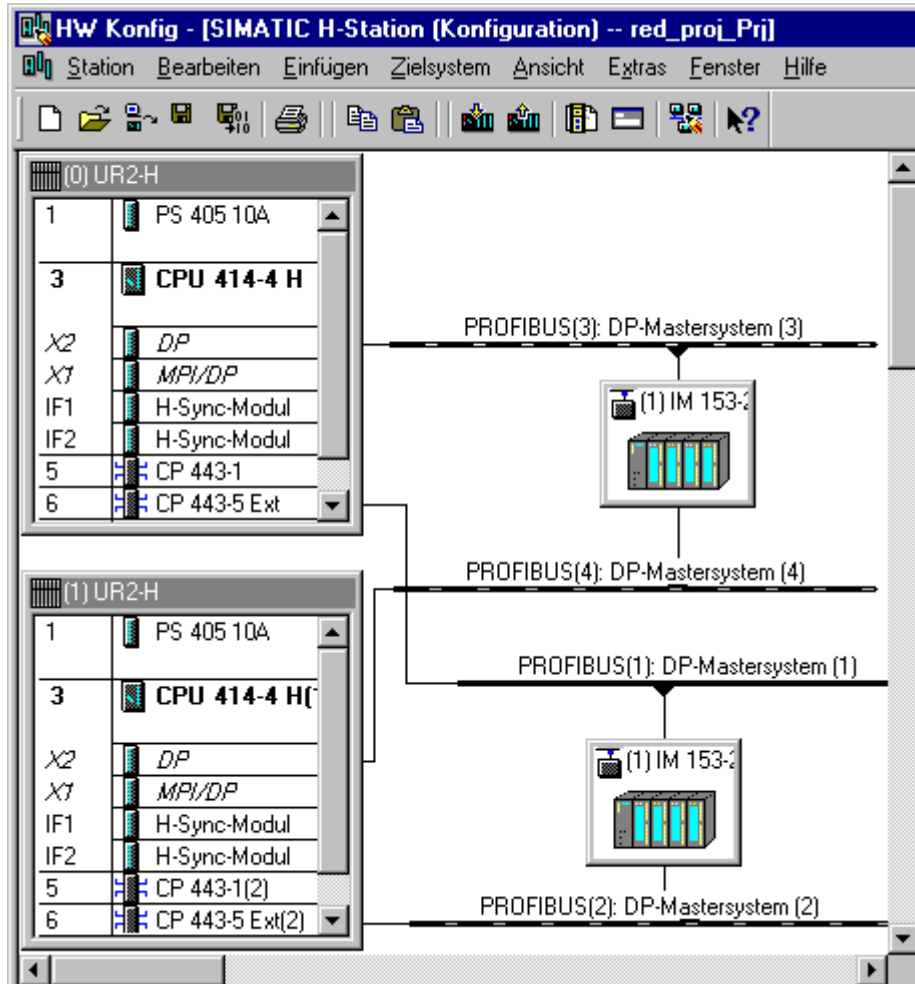 HW Konfig - [SIMATIC H-Station (Konfiguration) -- red_proj_Prj]
Station Bearbeiten Einfügen Zielsystem Ansicht Extras Fenster Hilfe
(0) UR2-H
1 PS 405 10A
3 CPU 414-4 H
X2 DP
X1 MPI/DP
IF1 H-Sync-Modul
IF2 H-Sync-Modul
5 CP 443-1
6 CP 443-5 Ext
PROFIBUS(3): DP-Mastersystem (3)
(1) IM 153-2
PROFIBUS(4): DP-Mastersystem (4)
(1) UR2-H
1 PS 405 10A
3 CPU 414-4 H(1
X2 DP
X1 MPI/DP
IF1 H-Sync-Modul
IF2 H-Sync-Modul
5 CP 443-1(2)
6 CP 443-5 Ext(2)
PROFIBUS(1): DP-Mastersystem (1)
(1) IM 153-2
PROFIBUS(2): DP-Mastersystem (2)